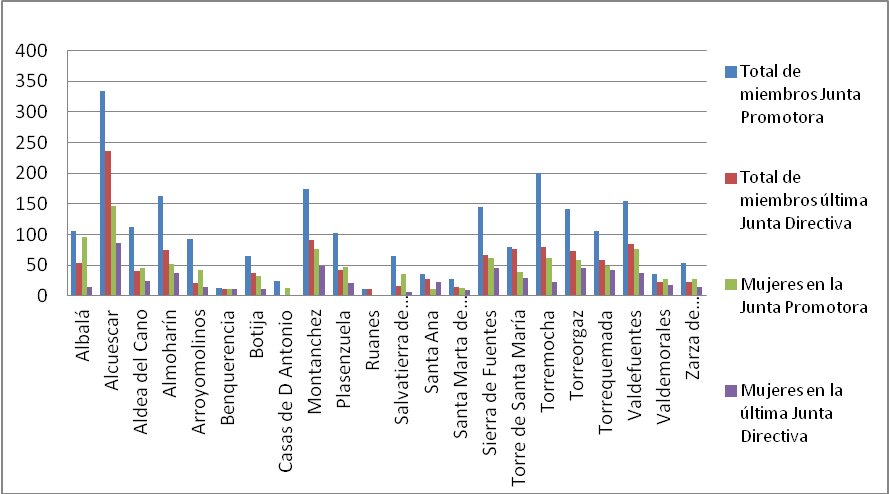 400
350
300
250
200
150
100
50
0
Albalá
Alcuescar
Aldea del Cano
Almoharín
Arroyomolinos
Benquerencia
Botija
Casas de D Antonio
Montanchez
Plasenzuela
Ruanes
Salvatierra de...
Santa Ana
Santa Marta de...
Sierra de Fuentes
Torre de Santa María
Torremocha
Torreorgaz
Torrequemada
Valdefuentes
Valdemorales
Zarza de...
Total de
miembros Junta
Promotora
Total de
miembros última
Junta Directiva
Mujeres en la
Junta Promotora
Mujeres en la
última Junta
Directiva